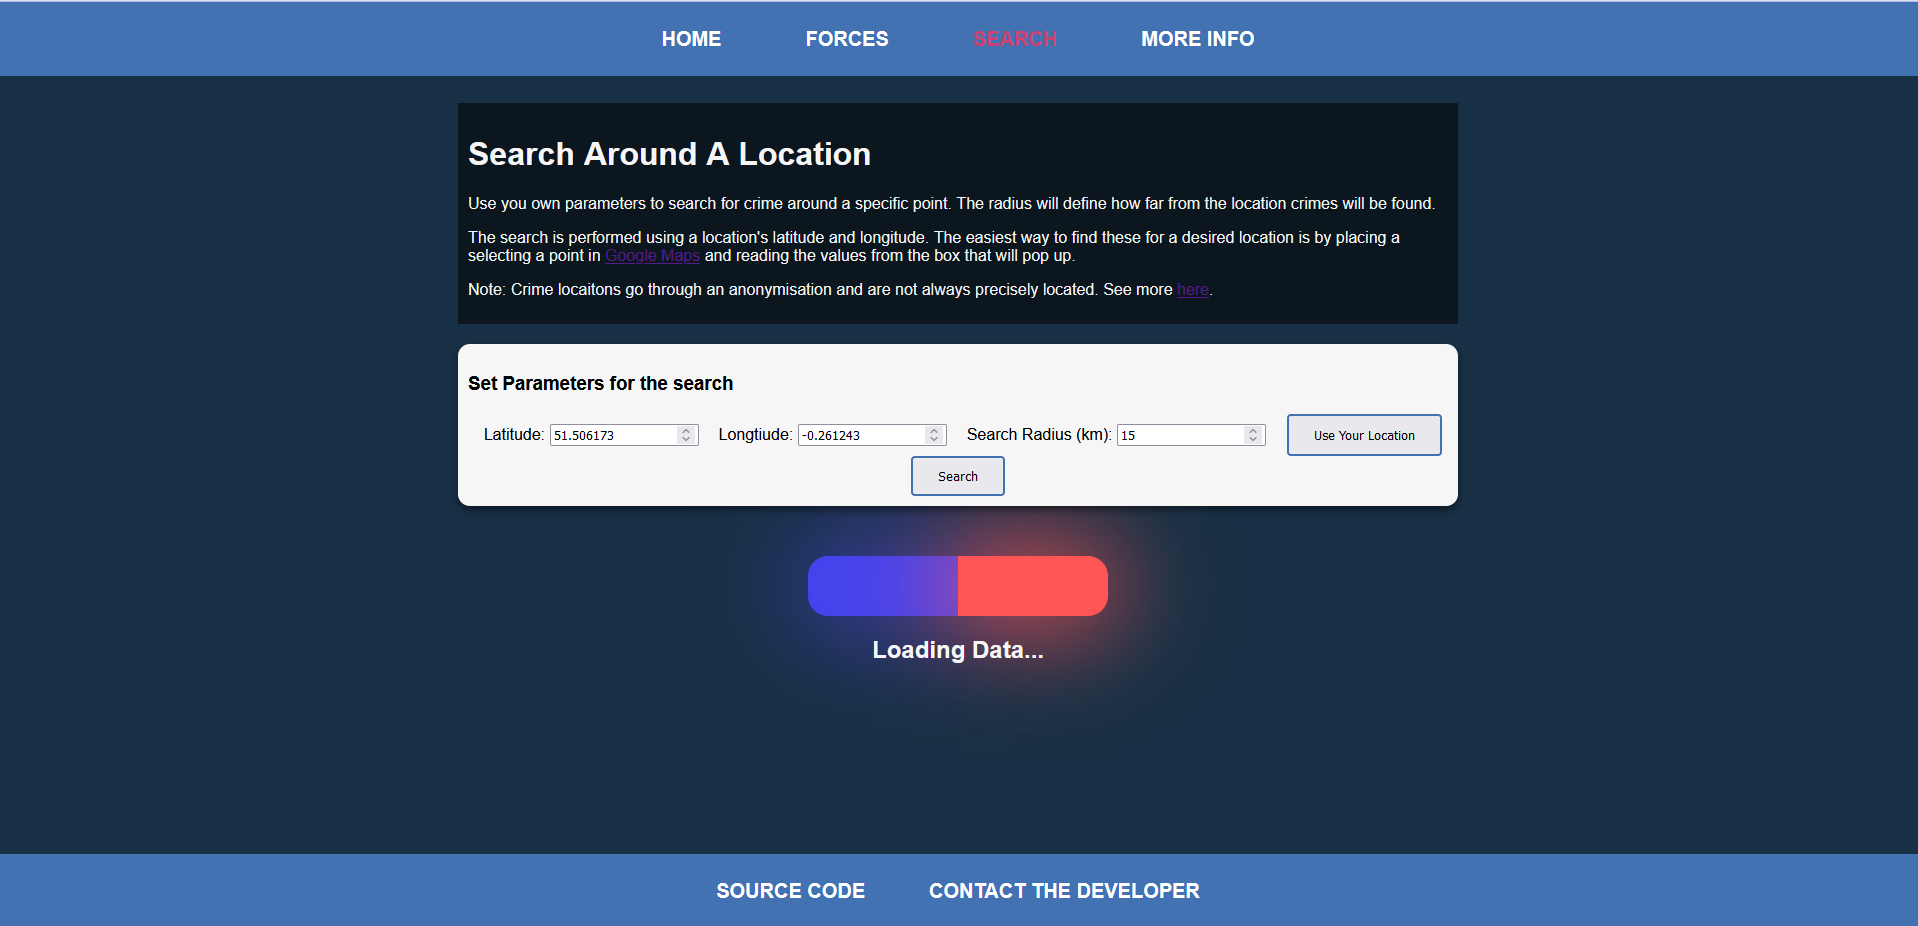 HOME FORCES SEARCH MORE INFO
Search Around A Location
Use you own parameters to search for crime around a specific point. The radius will define how far from the location crimes will be found.
The search is performed using a location's latitude and longitude. The easiest way to find these for a desired location is by placing a
selecting a point in Google Maps and reading the values from the box that will pop up.
Note: Crime locaitons go through an anonymisation and are not always precisely located. See more here.
Set Parameters for the search
Latitude: 51.506173 Longtiude: -0.261243 Search Radius (km): 15 Use Your Location
Search
Loading Data...
SOURCE CODE CONTACT THE DEVELOPER